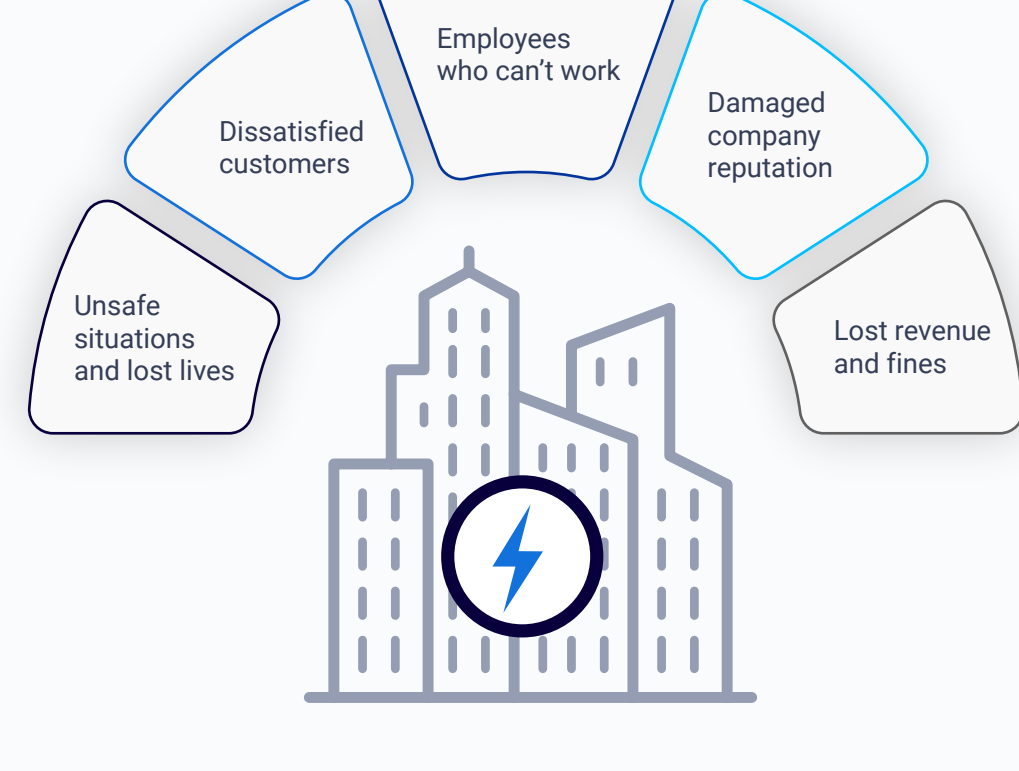 Unsafe
situations
and lost lives
Dissatisfied
customers
Employees
who can’t work
Damaged
company
reputation
Lost revenue
and fines